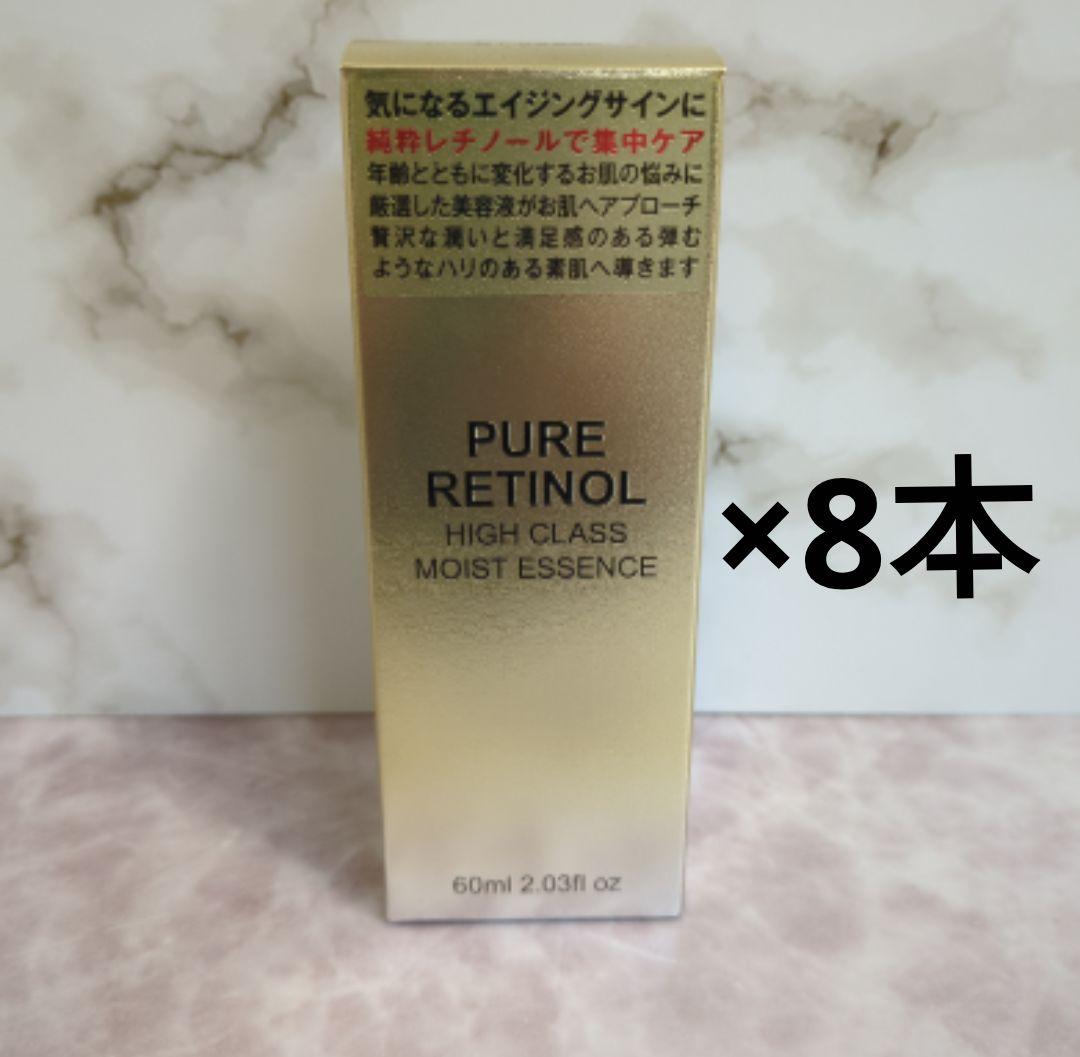 気になるエイジングサインに
純粋レチノールで集中ケア
年齢とともに変化するお肌の悩みに
厳選した美容液がお肌へアプローチ
贅沢な潤いと満足感のある弾む
ようなハリのある素肌へ導きます
PURE
RETINOL
HIGH CLASS
MOIST ESSENCE
×8本
60ml 2.03fl oz